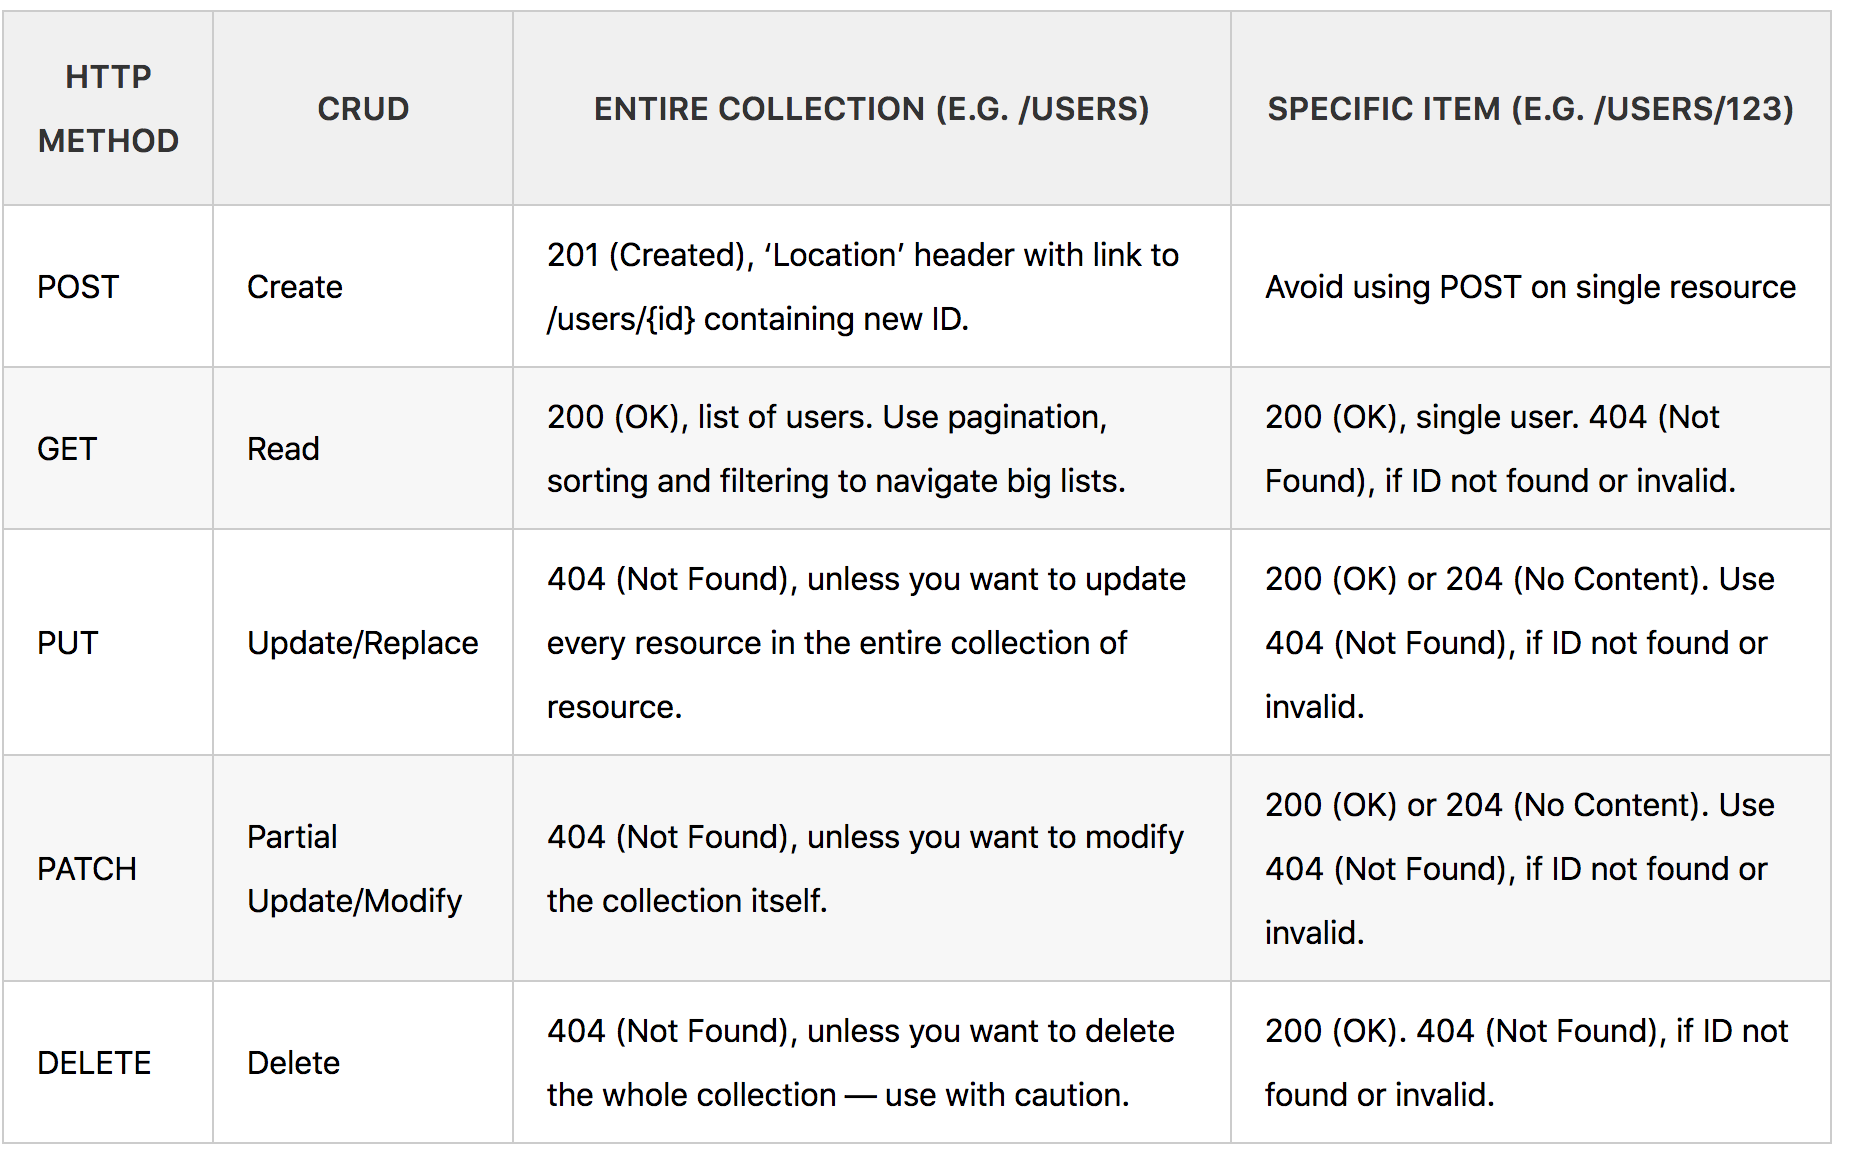 HTTP
METHOD
CRUD
ENTIRE COLLECTION (E.G. /USERS)
SPECIFIC ITEM (E.G. /USERS/123)
POST
Create
201 (Created), ‘Location’ header with link to
/users/{id} containing new ID.
Avoid using POST on single resource
GET
Read
200 (OK), list of users. Use pagination,
sorting and filtering to navigate big lists.
200 (OK), single user. 404 (Not
Found), if ID not found or invalid.
PUT
Update/Replace
404 (Not Found), unless you want to update
every resource in the entire collection of
resource.
200 (OK) or 204 (No Content). Use
404 (Not Found), if ID not found or
invalid.
PATCH
Partial
Update/Modify
404 (Not Found), unless you want to modify
the collection itself.
200 (OK) or 204 (No Content). Use
404 (Not Found), if ID not found or
invalid.
DELETE
Delete
404 (Not Found), unless you want to delete
the whole collection — use with caution.
200 (OK). 404 (Not Found), if ID not
found or invalid.